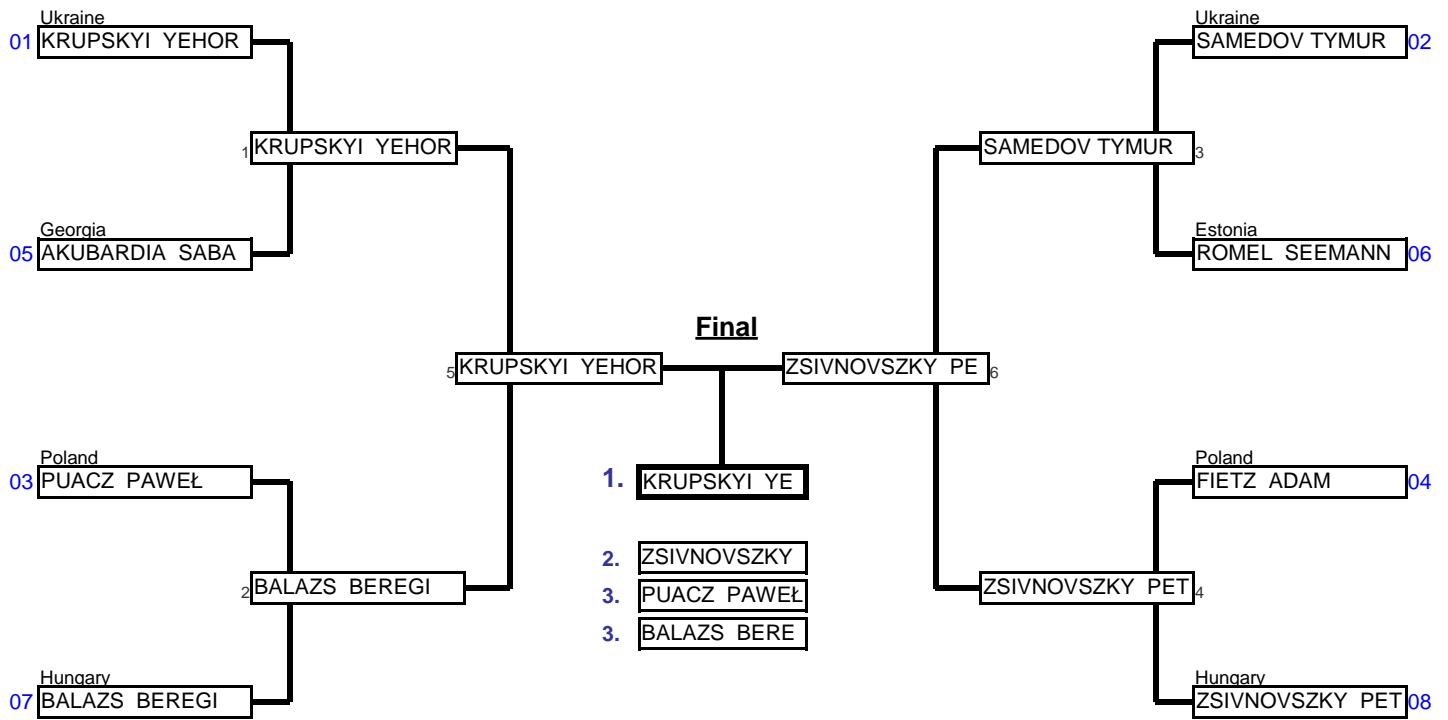 Ukraine
01 KRUPSKYI YEHOR
Ukraine
SAMEDOV TYMUR 02
1 KRUPSKYI YEHOR
SAMEDOV TYMUR 3
Georgia
05 AKUBARDIA SABA
Estonia
ROMEL SEEMANN 06
Final
5 KRUPSKYI YEHOR
ZSIVNOVSZKY PE 6
Poland
03 PUACZ PAWEŁ
1. KRUPSKYI YE
Poland
FIETZ ADAM 04
2. ZSIVNOVSZKY
2 BALAZS BEREGI
3. PUACZ PAWEŁ
ZSIVNOVSZKY PET 4
3. BALAZS BERE
Hungary
07 BALAZS BEREGI
Hungary
ZSIVNOVSZKY PET 08